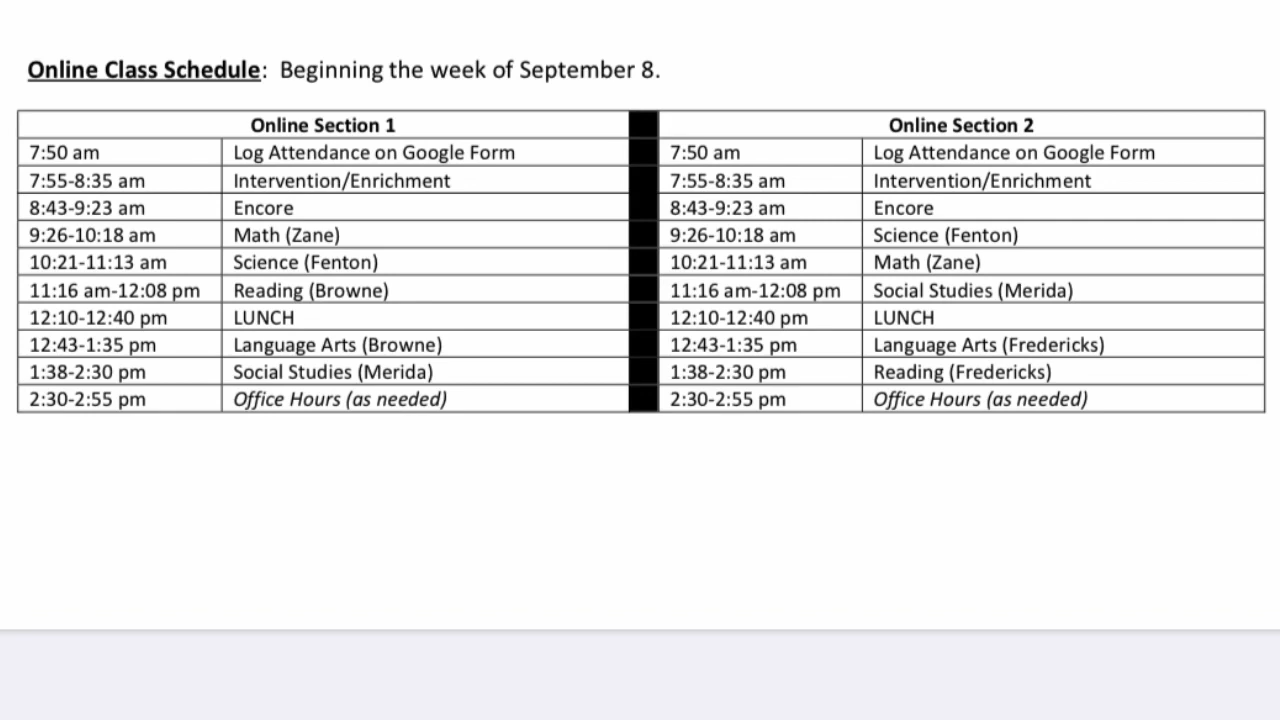 Online Class Schedule:  Beginning the week of September 8.
Online Section 1 Online Section 2
7:50 am Log Attendance on Google Form 7:50 am Log Attendance on Google Form
7:55-8:35 am Intervention/Enrichment 7:55-8:35 am Intervention/Enrichment
8:43-9:23 am Encore 8:43-9:23 am Encore
9:26-10:18 am Math (Zane) 9:26-10:18 am Science (Fenton)
10:21-11:13 am Science (Fenton) 10:21-11:13 am Math (Zane)
11:16 am-12:08 pm Reading (Browne) 11:16 am-12:08 pm Social Studies (Merida)
12:10-12:40 pm LUNCH 12:10-12:40 pm LUNCH
12:43-1:35 pm Language Arts (Browne) 12:43-1:35 pm Language Arts (Fredericks)
1:38-2:30 pm Social Studies (Merida) 1:38-2:30 pm Reading (Fredericks)
2:30-2:55 pm Office Hours (as needed) 2:30-2:55 pm Office Hours (as needed)